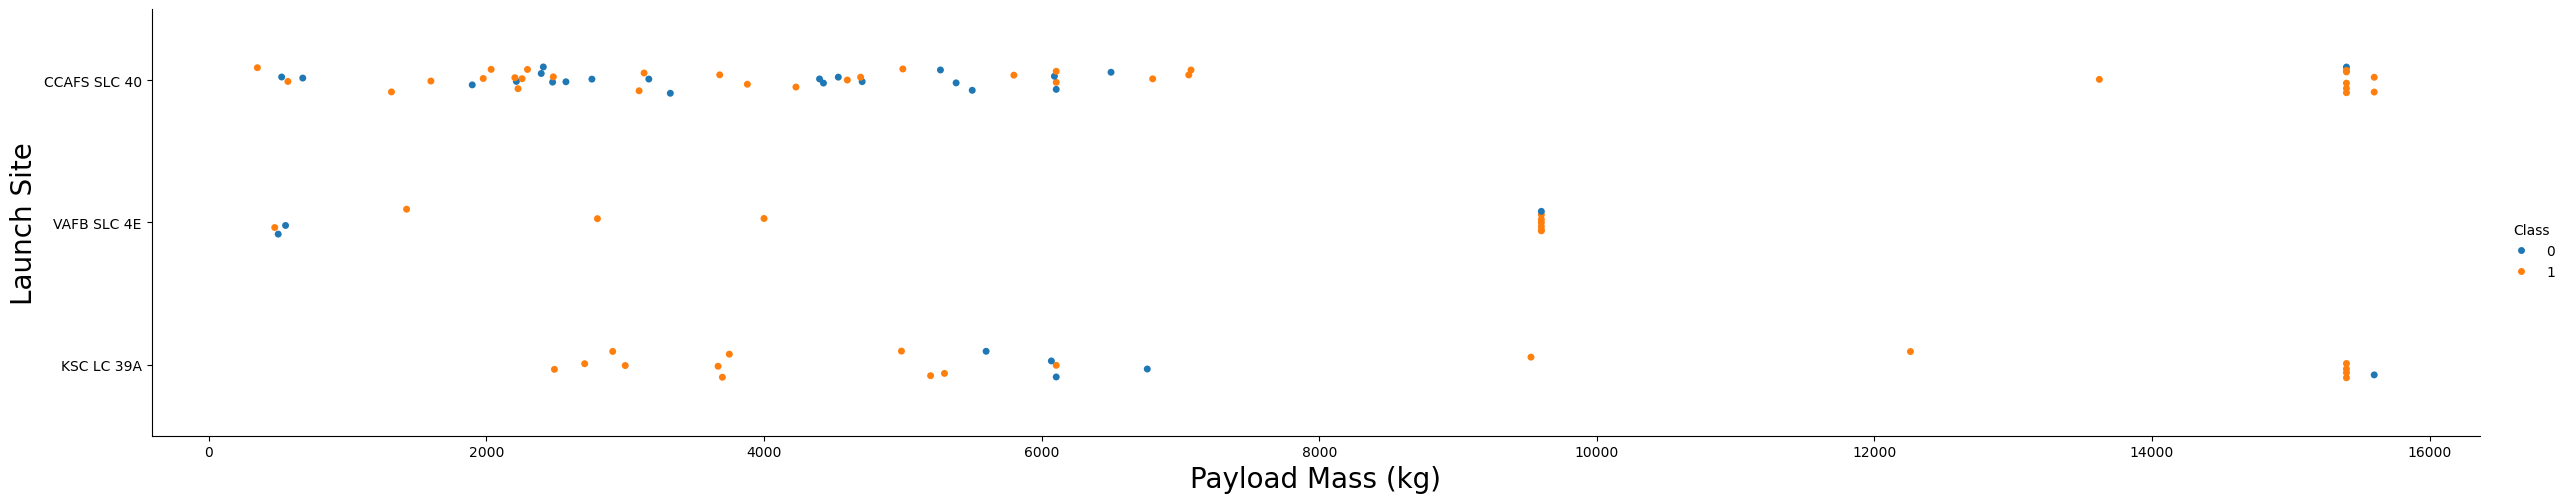 Launch Site
CCAFS SLC 40
VAFB SLC 4E
KSC LC 39A
0 2000 4000 6000 8000 10000 12000 14000 16000
Payload Mass (kg)
Class
0
1